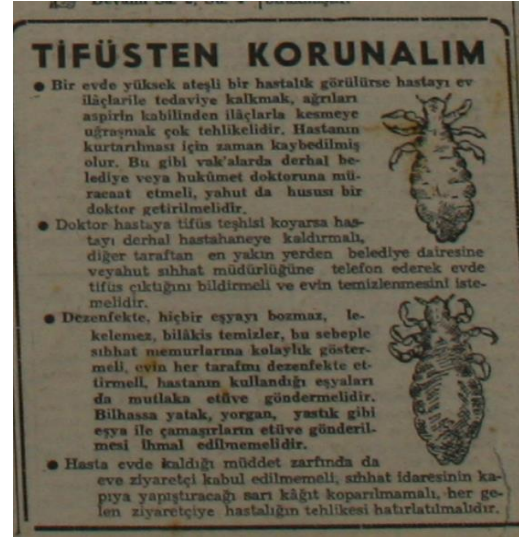 TİFÜSTEN KORUNALIM
● Bir evde yüksek ateşli bir hastalık görülürse hastayı ev
ilâçlarile tedaviye kalkmak, ağrıları
aspirin kabilinden ilâçlarla kesmeye
uğraşmak çok tehlikelidir. Hastanın
kurtarılması için zaman kaybedilmiş
olur. Bu gibi vak'alarda derhal be-
lediye veya hukûmet doktoruna mü-
racaat etmeli, yahut da hususî bir
doktor getirilmelidir.
● Doktor hastaya tifüs teşhisi koyarsa has-
tayı derhal hastahaneye kaldırmalı,
diğer taraftan en yakın yerden belediye dairesine
veyahut sıhhat müdürlüğüne telefon ederek evde
tifüs çıktığını bildirmeli ve evin temizlenmesini iste-
melidir.
● Dezenfekte, hiçbir eşyayı bozmaz, le-
kelemez, bilâkis temizler, bu sebeple
sıhhat memurlarına kolaylık göster-
meli, evin her tarafını dezenfekte et-
tirmeli, hastanın kullandığı eşyaları
da mutlaka etüve göndermelidir.
Bilhassa yatak, yorgan, yastık gibi
eşya ile çamaşırların etüve gönderil-
mesi ihmal edilmemelidir.
● Hasta evde kaldığı müddet zarfında da
eve ziyaretçi kabul edilmemeli, sıhhat idaresinin ka-
pıya yapıştıracağı sarı kâğıt koparılmamalı, her ge-
len ziyaretçiye hastalığın tehlikesi hatırlatılmalıdır.